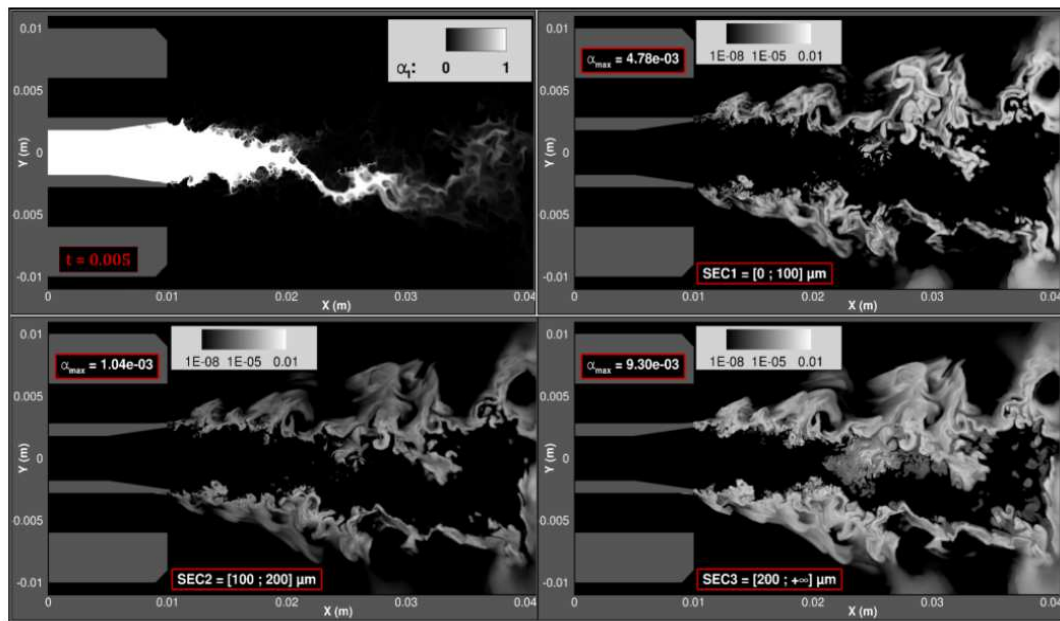 0.01
0.005
0
-0.005
-0.01
Y (m)
α₁: 0 1
t = 0.005
0 0.01 0.02 0.03 0.04
X (m)
0.01
0.005
0
0.005
-0.01
Y (m)
αmax = 4.78e-03
1E-08 1E-05 0.01
SEC1 = [0 ; 100] µm
0 0.01 0.02 0.03 0.04
X (m)
0.01
0.005
0
0.005
-0.01
Y (m)
αmax = 1.04e-03
1E-08 1E-05 0.01
SEC2 = [100 ; 200] µm
0 0.01 0.02 0.03 0.04
X (m)
0.01
0.005
0
0.005
-0.01
Y (m)
αmax = 9.30e-03
1E-08 1E-05 0.01
SEC3 = [200 ; +∞] µm
0 0.01 0.02 0.03 0.04
X (m)